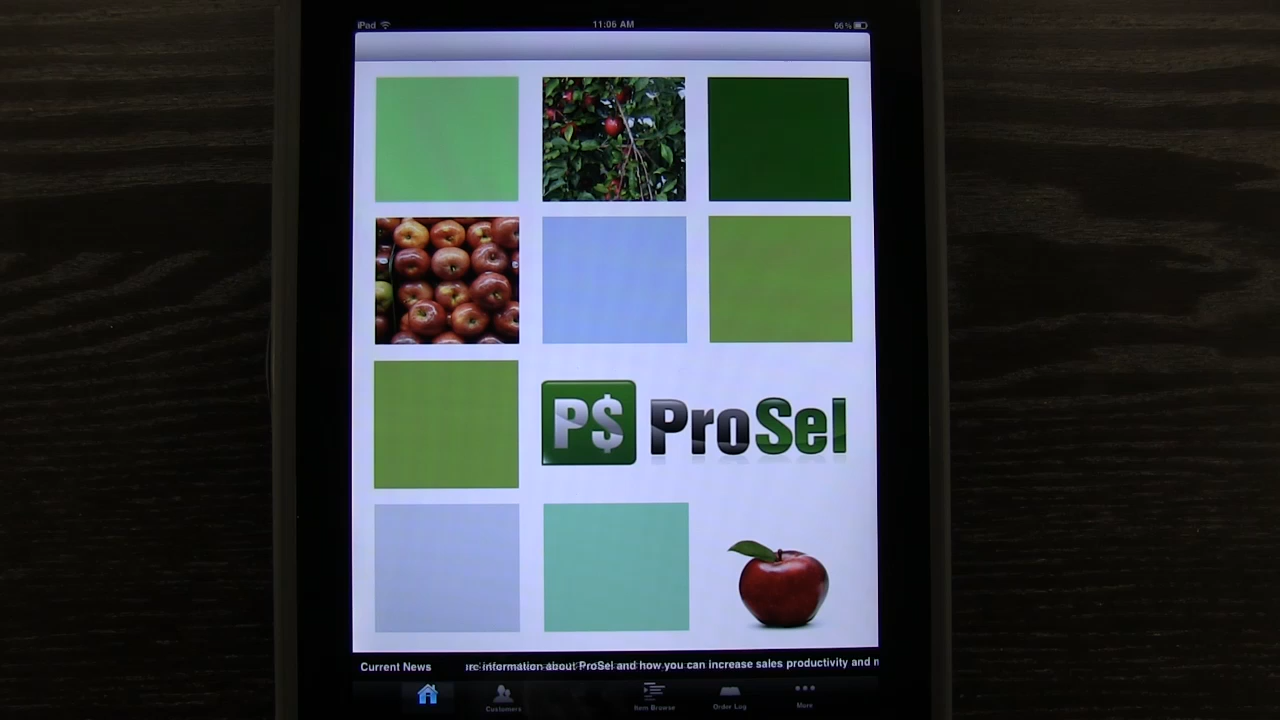 iPad 11:06 AM 66%
P$ ProSel
Current News information about ProSel and how you can increase sales productivity and
Customers Item Browse Order Log More